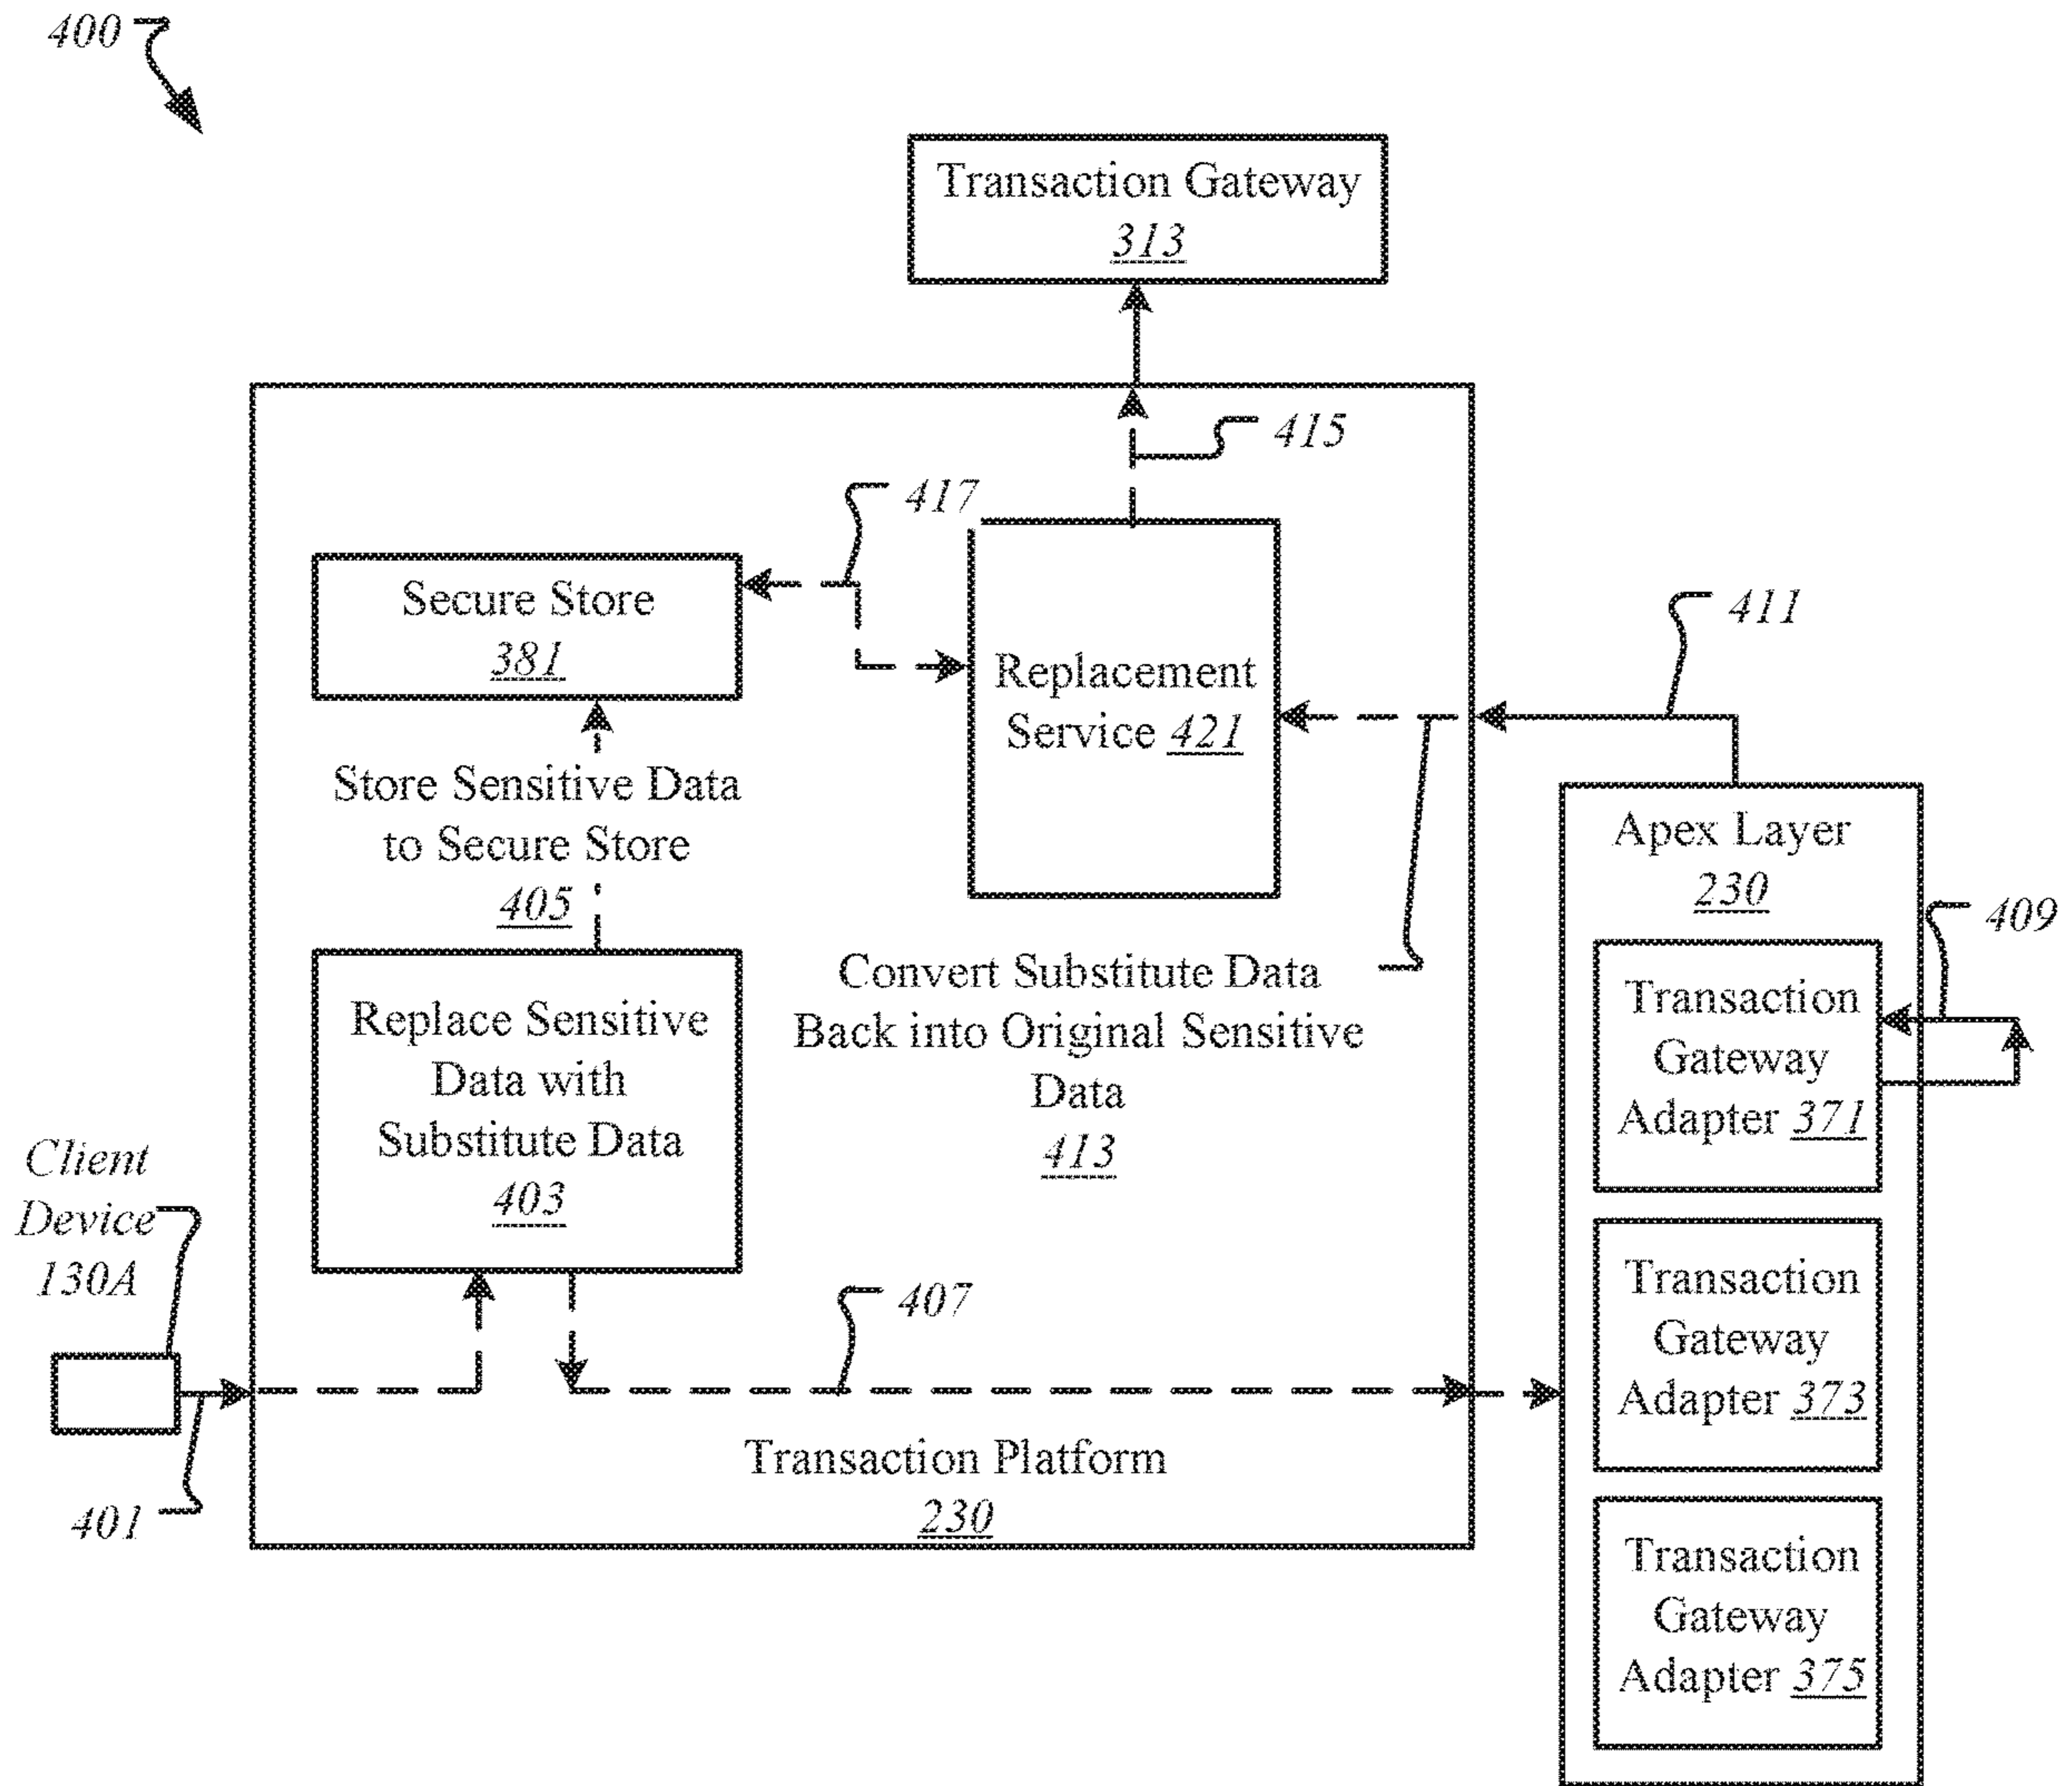 400
Transaction Gateway
313
415
417
Secure Store
381
Replacement
Service 421
411
Store Sensitive Data
to Secure Store
405
Apex Layer
230
409
Convert Substitute Data
Back into Original Sensitive
Data
413
Replace Sensitive
Data with
Substitute Data
403
Transaction
Gateway
Adapter 371
Client
Device
130A
407
Transaction
Gateway
Adapter 373
401
Transaction Platform
230
Transaction
Gateway
Adapter 375